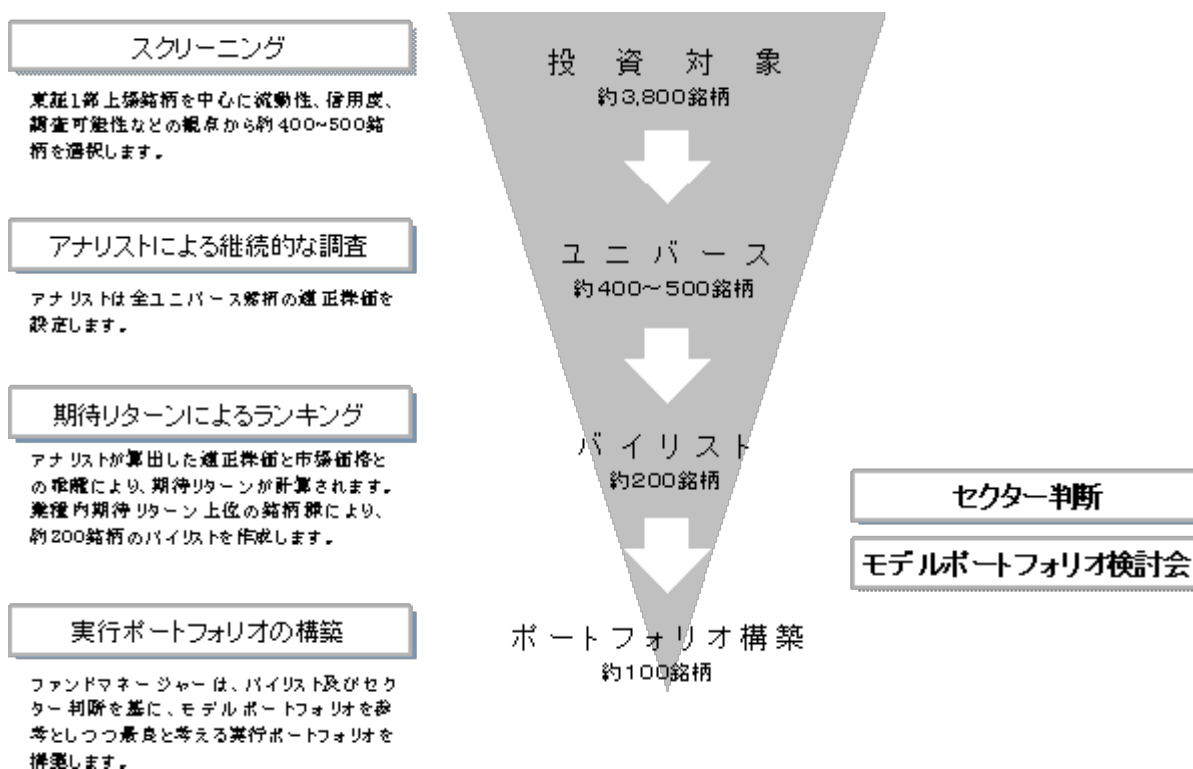 スクリーニング
東証1部上場銘柄を中心に流動性、信用度、
調査可能性などの観点から約400~500銘
柄を選択します。
アナリストによる継続的な調査
アナリストは全ユニバース銘柄の適正株価を
設定します。
期待リターンによるランキング
アナリストが算出した適正株価と市場価格と
の乖離により、期待リターンが計算されます。
業種内期待リターン上位の銘柄群により、
約200銘柄のバイリストを作成します。
実行ポートフォリオの構築
ファンドマネージャーは、バイリスト及びセク
ター判断を基に、モデルポートフォリオを参
考としつつ最良と考える実行ポートフォリオを
構築します。
投資対象
約3,800銘柄
ユニバース
約400～500銘柄
バイリスト
約200銘柄
ポートフォリオ構築
約100銘柄
セクター判断
モデルポートフォリオ検討会